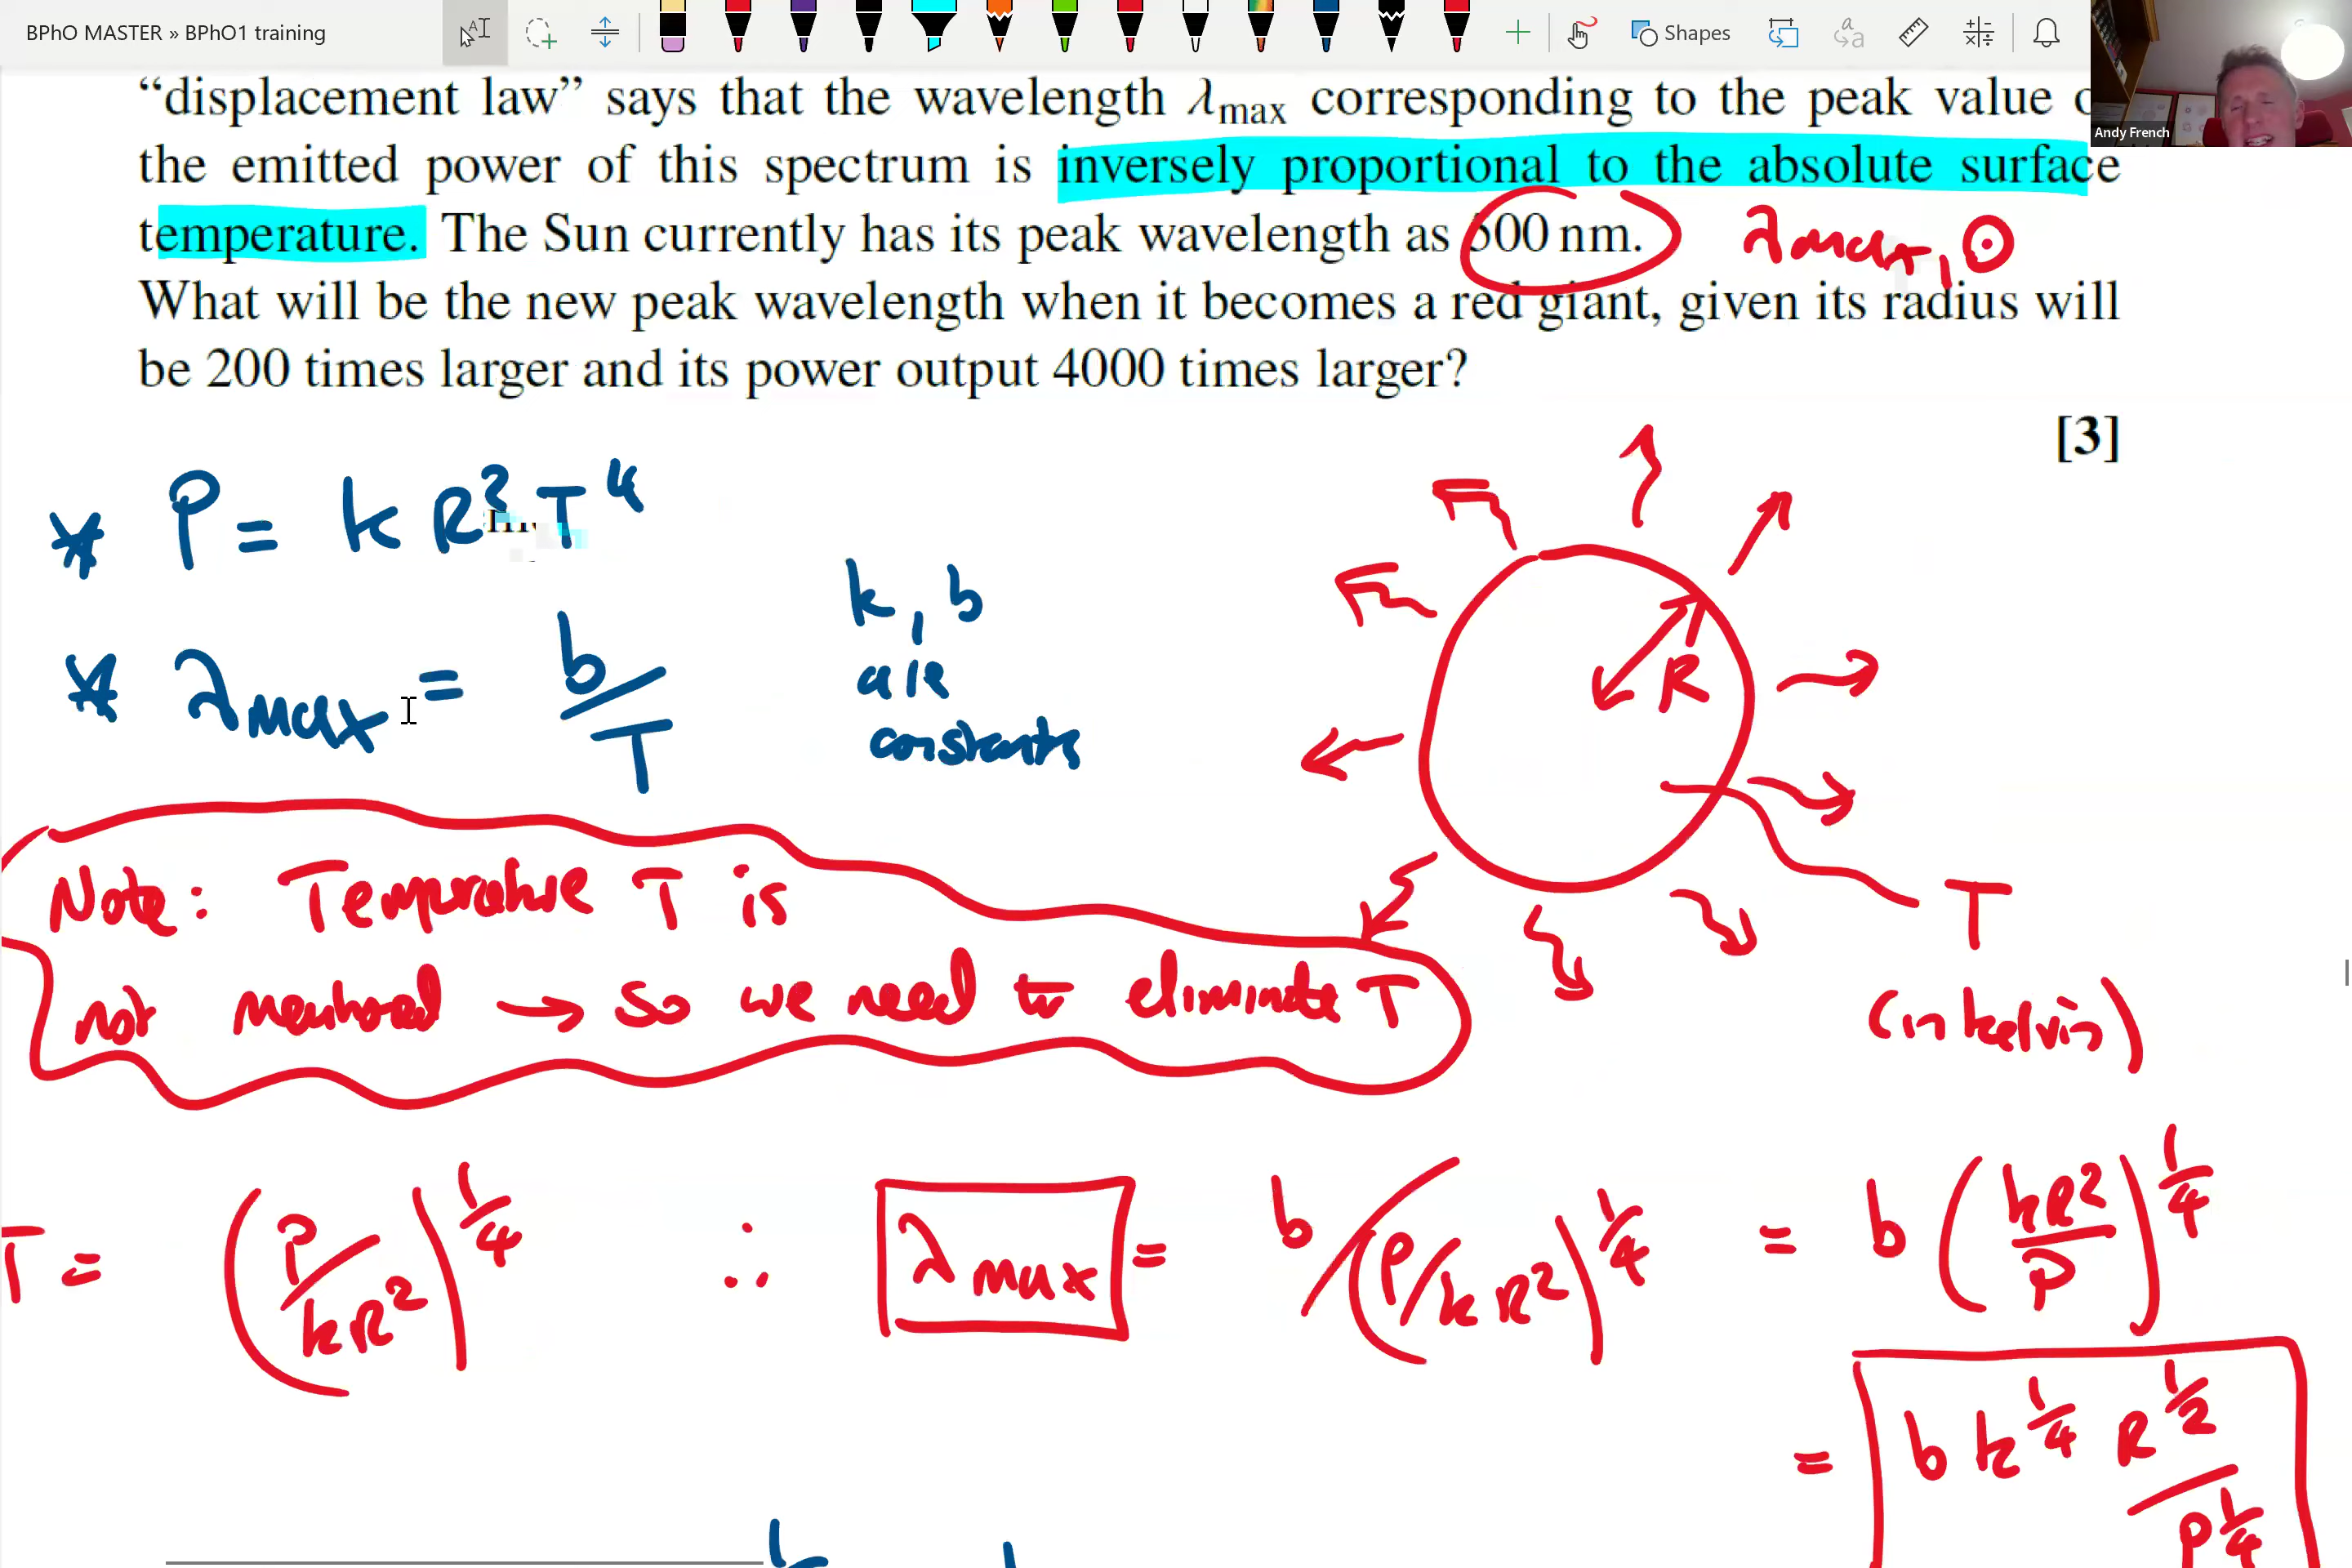 BPhO MASTER » BPhO1 training
Shapes
Andy French
“displacement law” says that the wavelength λmax corresponding to the peak value
the emitted power of this spectrum is inversely proportional to the absolute surface
temperature. The Sun currently has its peak wavelength as 500 nm. λmax, ⊙
What will be the new peak wavelength when it becomes a red giant, given its radius will
be 200 times larger and its power output 4000 times larger?
[3]
* P = k R² T⁴
* λmax = b/T
k, b
are
constants
R
T
(in kelvin)
Note: Temperature T is
not mentioned → so we need to eliminate T
T = (P/kR²)^1/4 ∴ λmax = b/(P/kR²)^1/4 = b(kR²/P)^1/4
= b k^1/4 R^1/2 / P^1/4